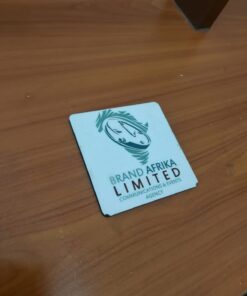 BRAND AFRIKA
LIMITED
COMMUNICATIONS & EVENTS
AGENCY